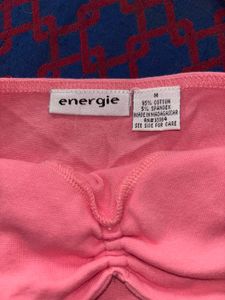 energie
M
95% COTTON
5% SPANDEX
MADE IN MADAGASCAR
SEE SIDE FOR CARE